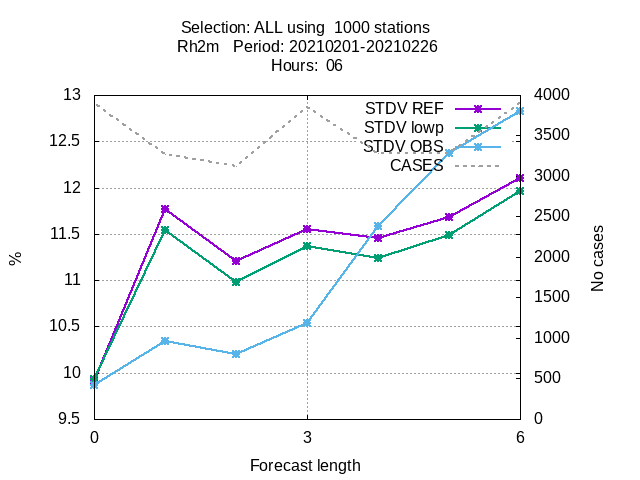 Selection: ALL using  1000 stations
Rh2m   Period: 20210201-20210226
Hours:  06
13
12.5
12
11.5
11
10.5
10
9.5
4000
3500
3000
2500
2000
1500
1000
500
0
STDV REF
STDV lowp
STDV OBS
CASES
%
No cases
0
3
6
Forecast length